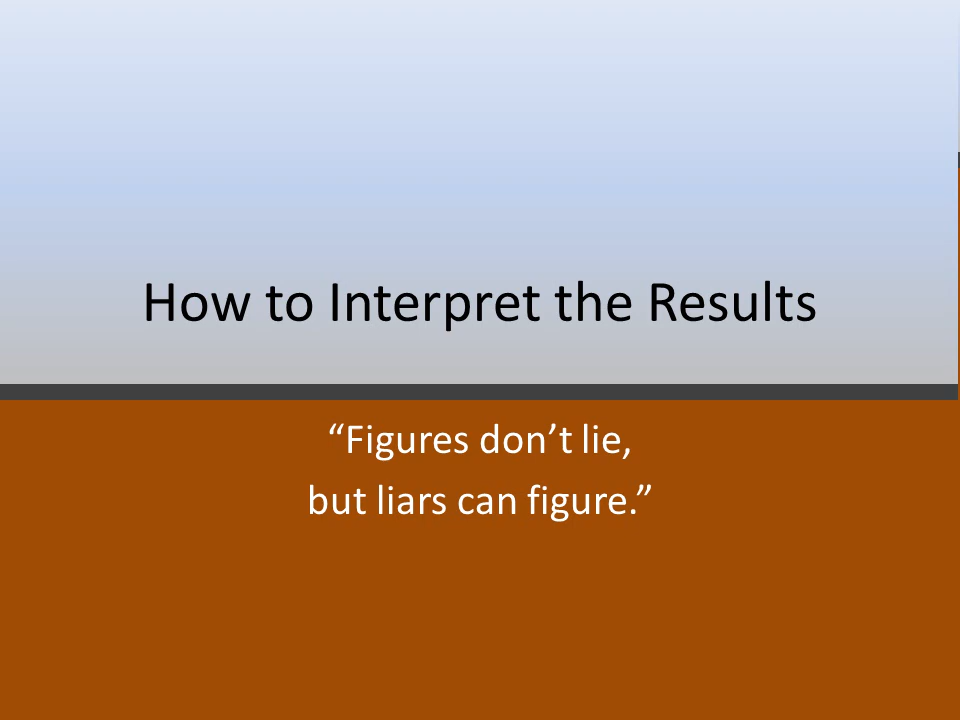 How to Interpret the Results
“Figures don’t lie,
but liars can figure.”